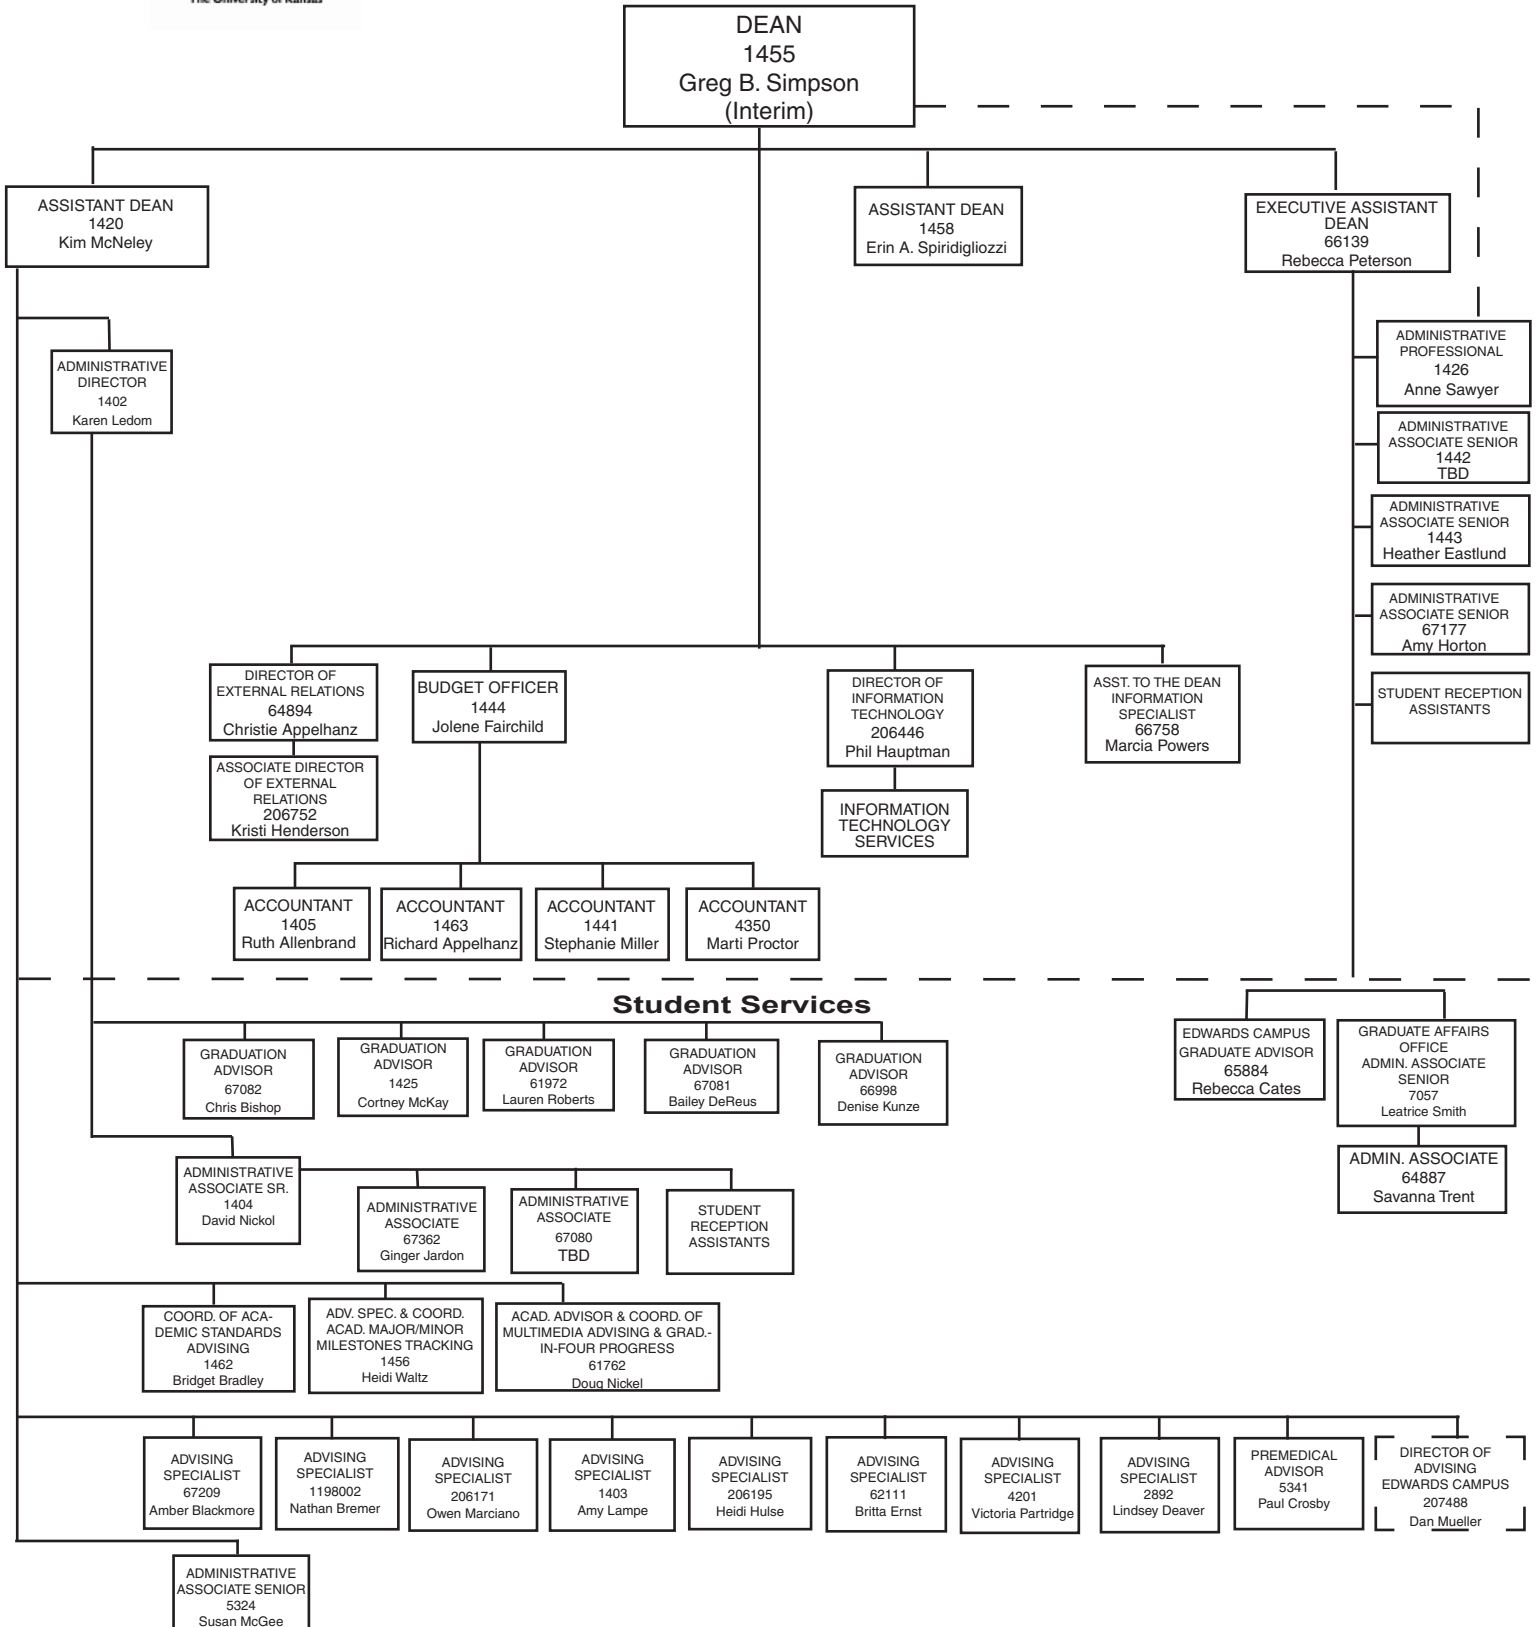 The University of Kansas
DEAN
1455
Greg B. Simpson
(Interim)
ASSISTANT DEAN
1420
Kim McNeley
ASSISTANT DEAN
1458
Erin A. Spiridigliozzi
EXECUTIVE ASSISTANT
DEAN
66139
Rebecca Peterson
ADMINISTRATIVE
DIRECTOR
1402
Karen Ledom
ADMINISTRATIVE
PROFESSIONAL
1426
Anne Sawyer
ADMINISTRATIVE
ASSOCIATE SENIOR
1442
TBD
ADMINISTRATIVE
ASSOCIATE SENIOR
1443
Heather Eastlund
ADMINISTRATIVE
ASSOCIATE SENIOR
67177
Amy Horton
STUDENT RECEPTION
ASSISTANTS
DIRECTOR OF
EXTERNAL RELATIONS
64894
Christie Appelhanz
BUDGET OFFICER
1444
Jolene Fairchild
DIRECTOR OF
INFORMATION
TECHNOLOGY
206446
Phil Hauptman
ASST. TO THE DEAN
INFORMATION
SPECIALIST
66758
Marcia Powers
ASSOCIATE DIRECTOR
OF EXTERNAL
RELATIONS
206752
Kristi Henderson
INFORMATION
TECHNOLOGY
SERVICES
ACCOUNTANT
1405
Ruth Allenbrand
ACCOUNTANT
1463
Richard Appelhanz
ACCOUNTANT
1441
Stephanie Miller
ACCOUNTANT
4350
Marti Proctor
Student Services
GRADUATION
ADVISOR
67082
Chris Bishop
GRADUATION
ADVISOR
1425
Cortney McKay
GRADUATION
ADVISOR
61972
Lauren Roberts
GRADUATION
ADVISOR
67081
Bailey DeReus
GRADUATION
ADVISOR
66998
Denise Kunze
EDWARDS CAMPUS
GRADUATE ADVISOR
65884
Rebecca Cates
GRADUATE AFFAIRS
OFFICE
ADMIN. ASSOCIATE
SENIOR
7057
Leatrice Smith
ADMIN. ASSOCIATE
64887
Savanna Trent
ADMINISTRATIVE
ASSOCIATE SR.
1404
David Nickol
ADMINISTRATIVE
ASSOCIATE
67362
Ginger Jardon
ADMINISTRATIVE
ASSOCIATE
67080
TBD
STUDENT
RECEPTION
ASSISTANTS
COORD. OF ACA-
DEMIC STANDARDS
ADVISING
1462
Bridget Bradley
ADV. SPEC. & COORD.
ACAD. MAJOR/MINOR
MILESTONES TRACKING
1456
Heidi Waltz
ACAD. ADVISOR & COORD. OF
MULTIMEDIA ADVISING & GRAD.-
IN-FOUR PROGRESS
61762
Doug Nickel
ADVISING
SPECIALIST
67209
Amber Blackmore
ADVISING
SPECIALIST
1198002
Nathan Bremer
ADVISING
SPECIALIST
206171
Owen Marciano
ADVISING
SPECIALIST
1403
Amy Lampe
ADVISING
SPECIALIST
206195
Heidi Hulse
ADVISING
SPECIALIST
62111
Britta Ernst
ADVISING
SPECIALIST
4201
Victoria Partridge
ADVISING
SPECIALIST
2892
Lindsey Deaver
PREMEDICAL
ADVISOR
5341
Paul Crosby
DIRECTOR OF
ADVISING
EDWARDS CAMPUS
207488
Dan Mueller
ADMINISTRATIVE
ASSOCIATE SENIOR
5324
Susan McGee